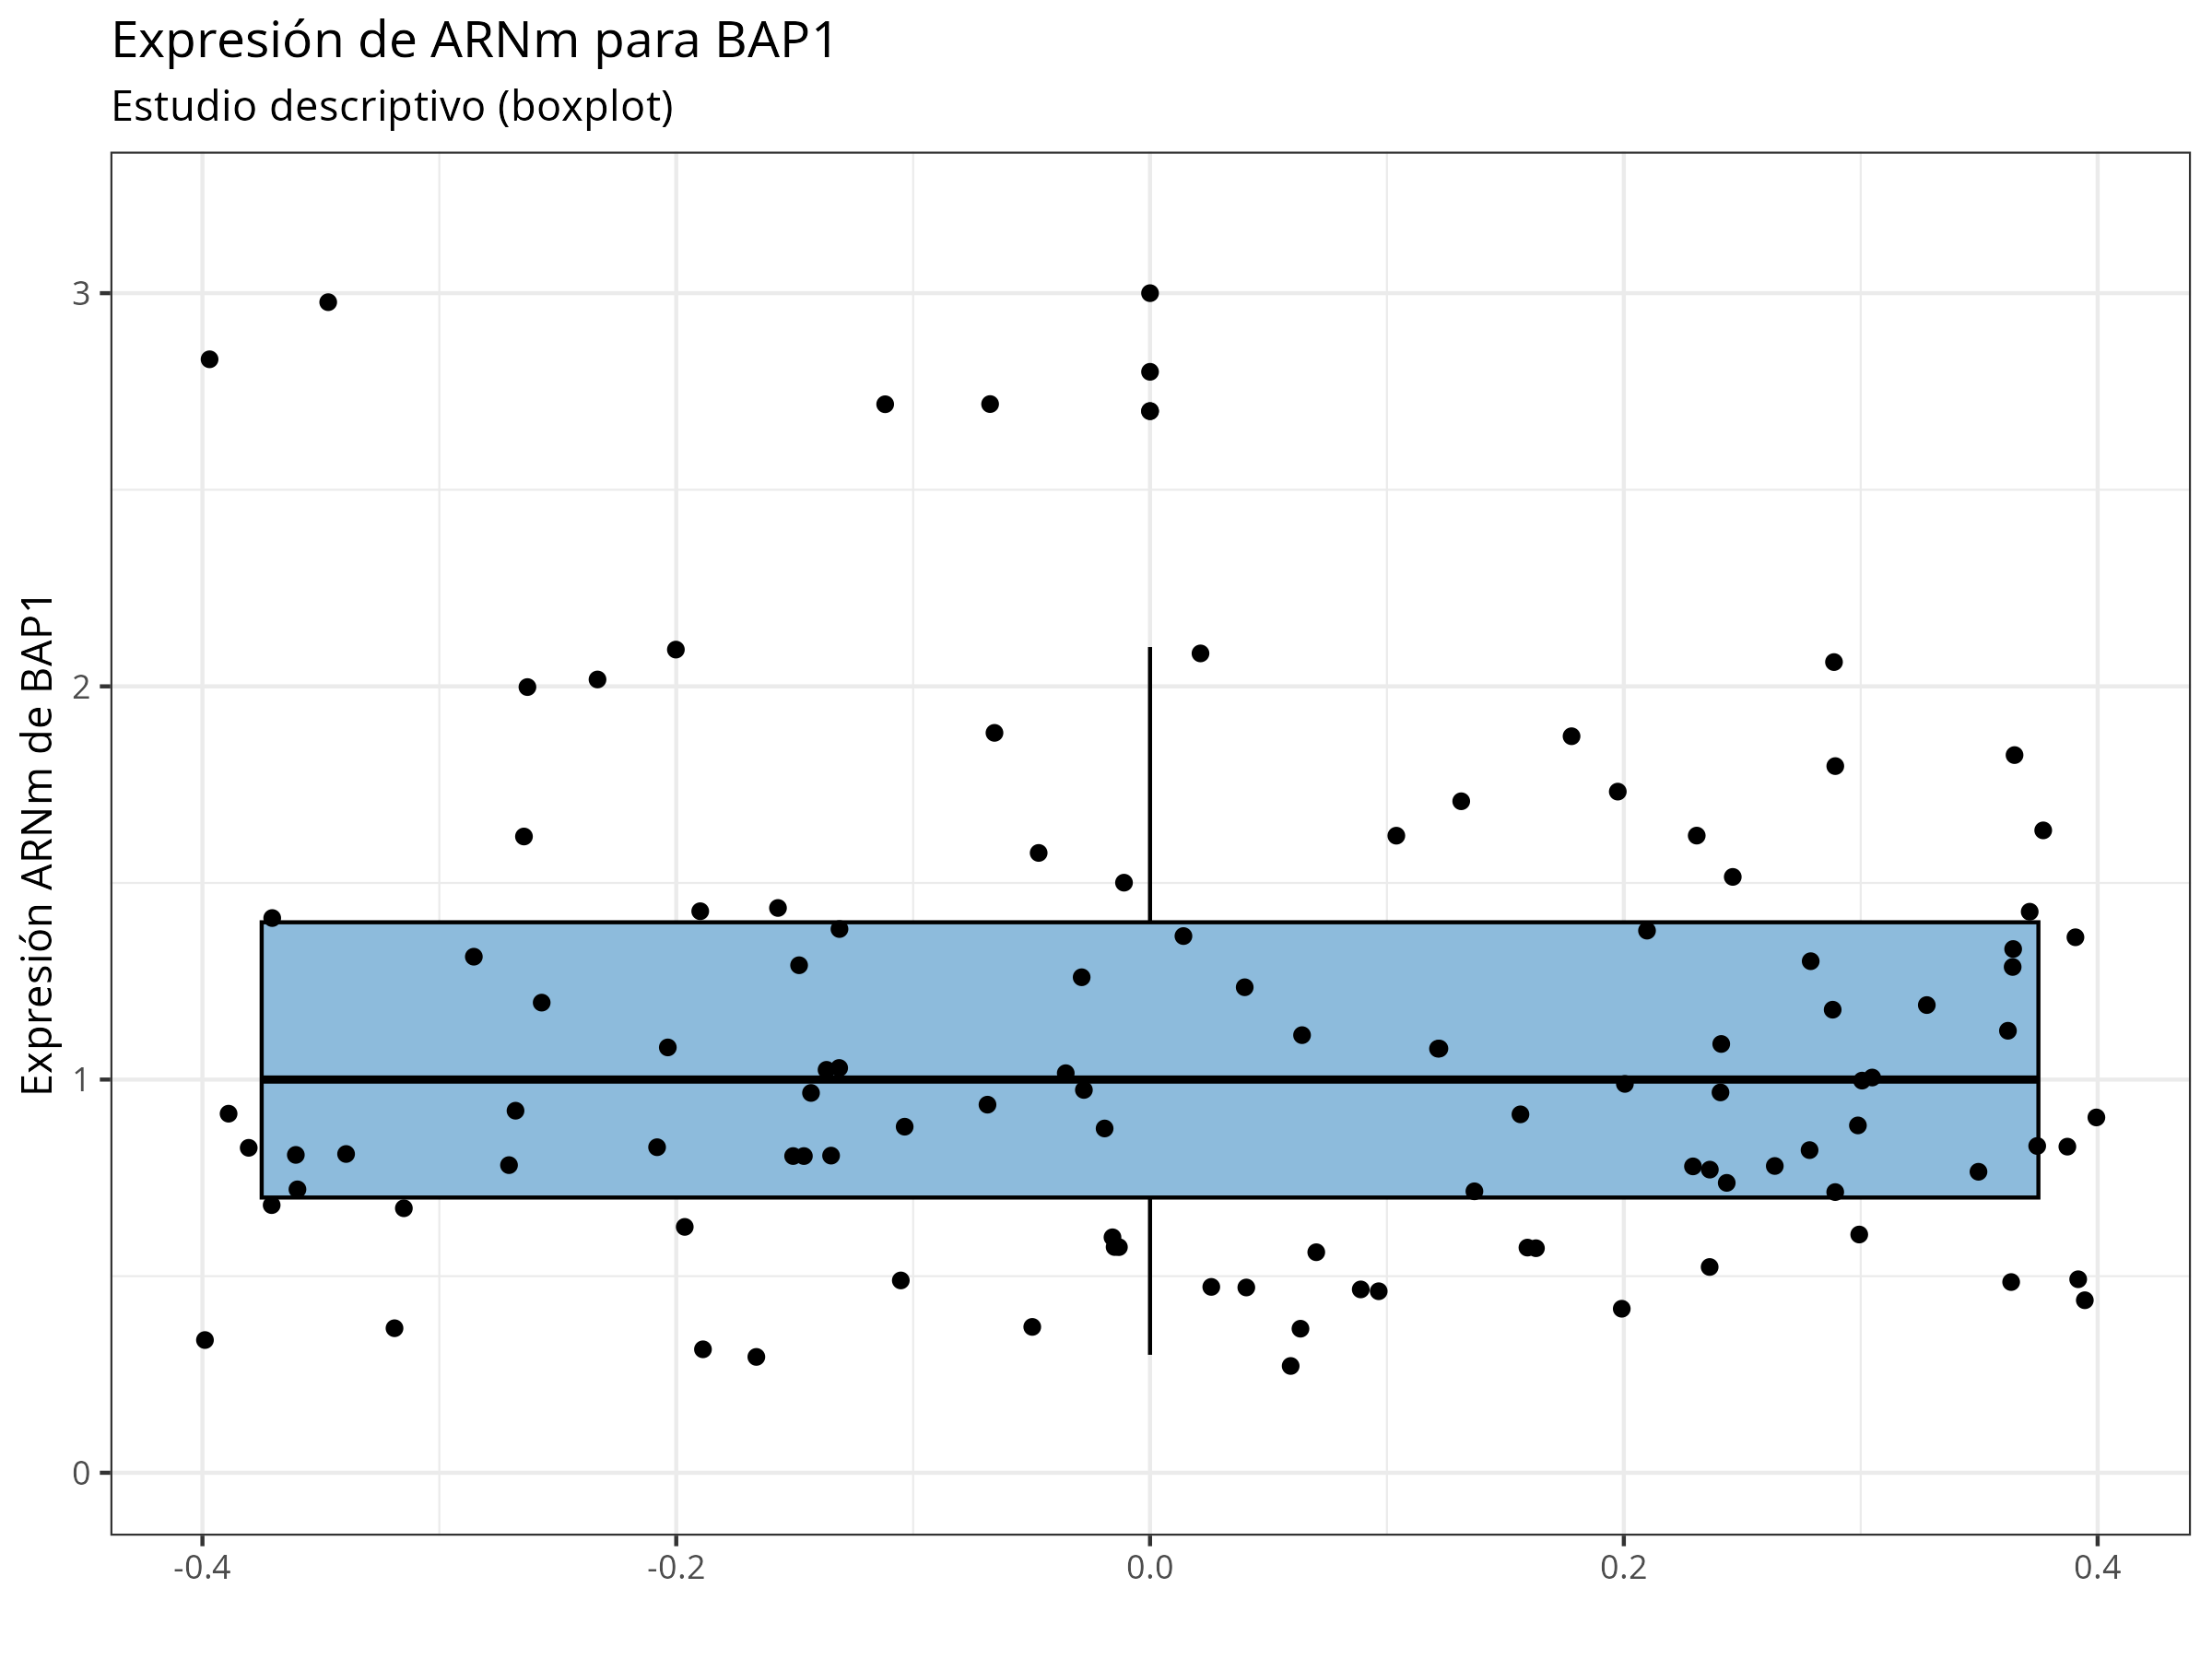 Expresión de ARNm para BAP1
Estudio descriptivo (boxplot)
Expresión ARNm de BAP1
3
2
1
0
-0.4 -0.2 0.0 0.2 0.4